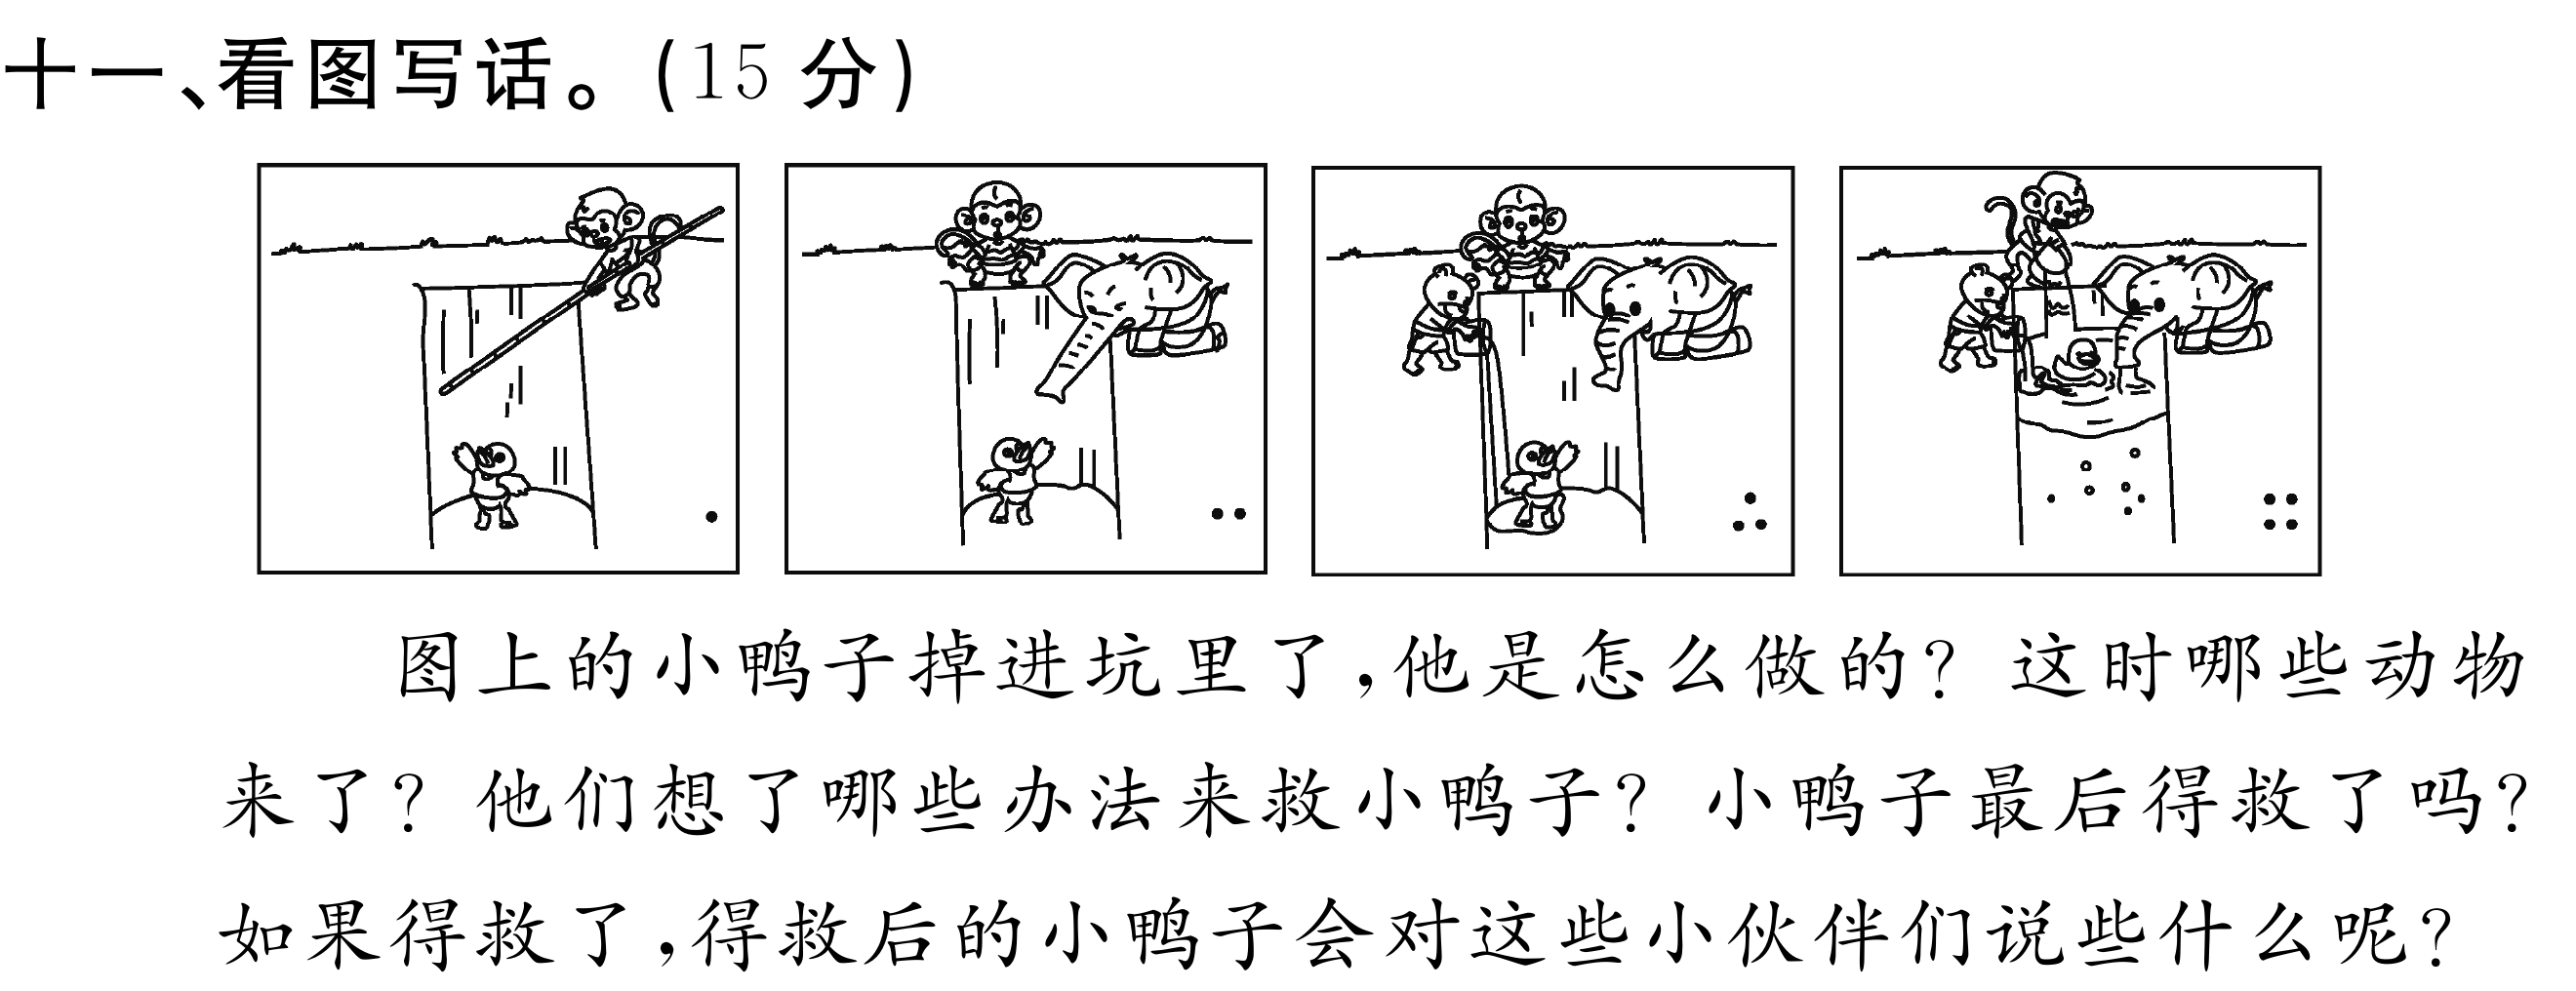 十一、看图写话。(15 分)
图上的小鸭子掉进坑里了,他是怎么做的? 这时哪些动物
来了? 他们想了哪些办法来救小鸭子? 小鸭子最后得救了吗?
如果得救了,得救后的小鸭子会对这些小伙伴们说些什么呢?